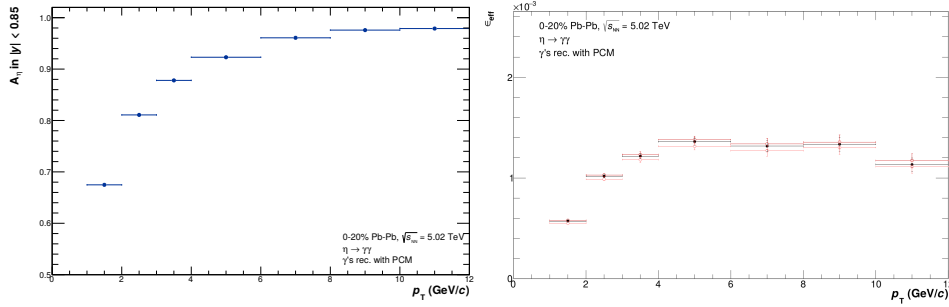 A_η in |y| < 0.85
1.0
0.9
0.8
0.7
0.6
0.5
0 2 4 6 8 10 12
p_T (GeV/c)
0-20% Pb-Pb, √s_NN = 5.02 TeV
η → γγ
γ's rec. with PCM
×10⁻³
ε_eff
0-20% Pb-Pb, √s_NN = 5.02 TeV
η → γγ
γ's rec. with PCM
2
1
0
0 2 4 6 8 10
p_T (GeV/c)